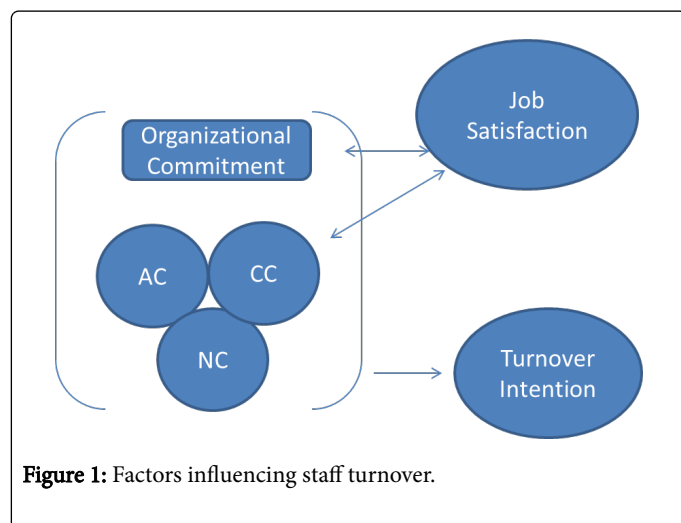 Job
Satisfaction
Organizational
Commitment
AC
CC
NC
Turnover
Intention
Figure 1: Factors influencing staff turnover.